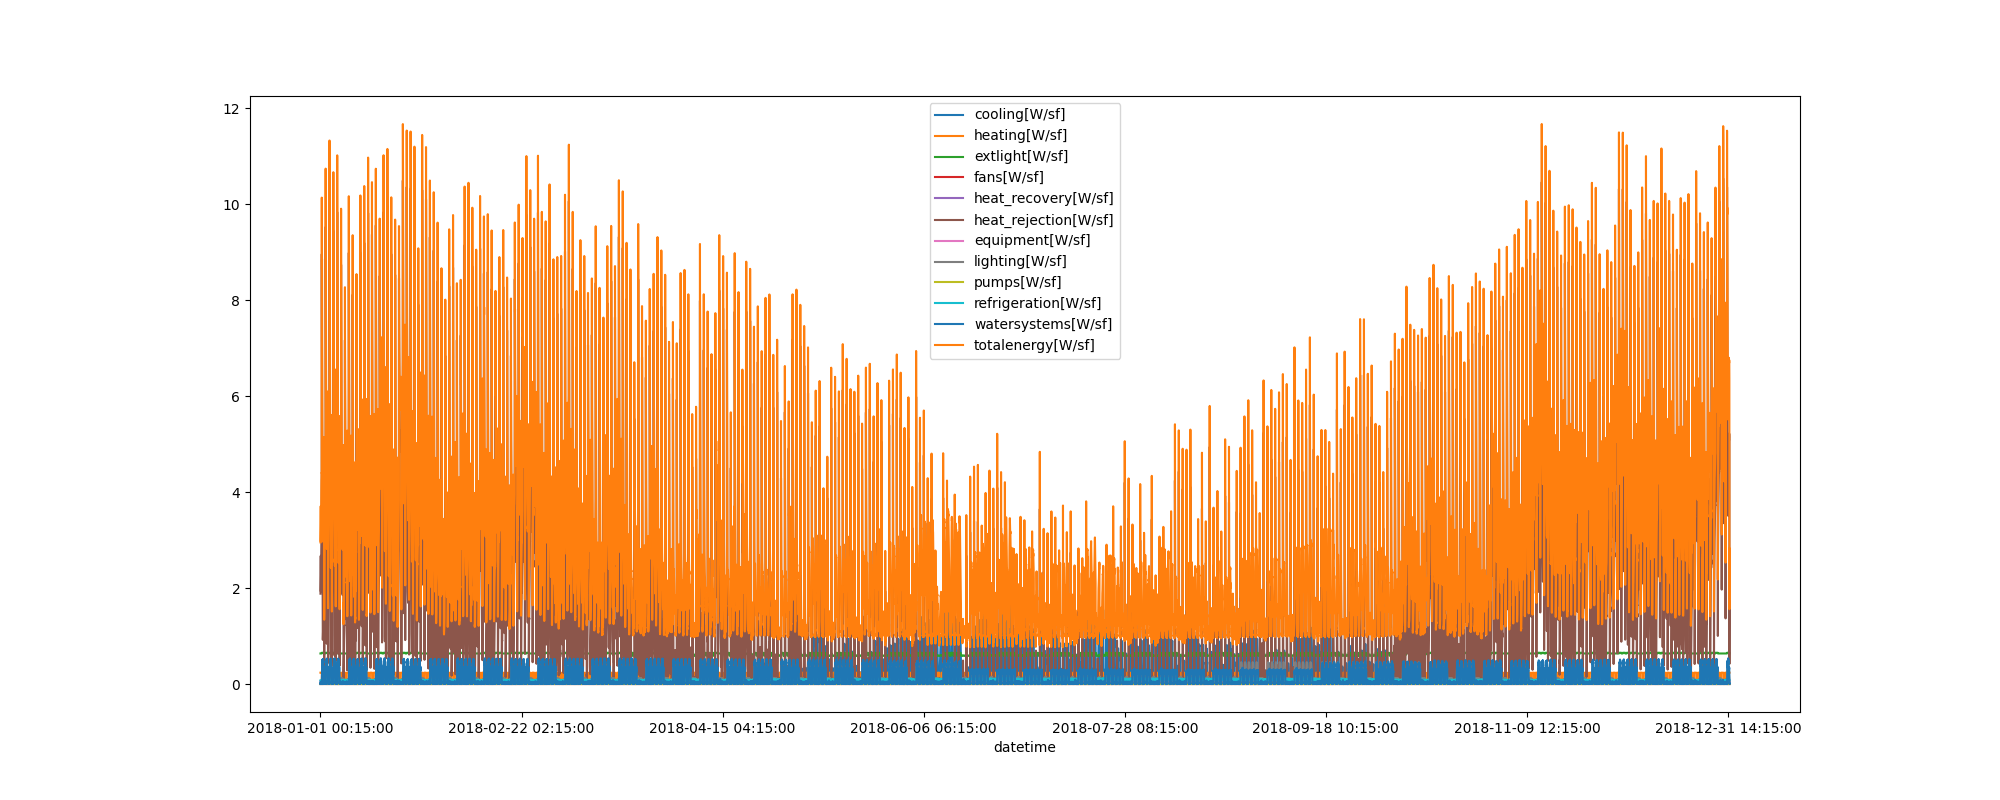 12
10
8
6
4
2
0
cooling[W/sf]
heating[W/sf]
extlight[W/sf]
fans[W/sf]
heat_recovery[W/sf]
heat_rejection[W/sf]
equipment[W/sf]
lighting[W/sf]
pumps[W/sf]
refrigeration[W/sf]
watersystems[W/sf]
totalenergy[W/sf]
2018-01-01 00:15:00 2018-02-22 02:15:00 2018-04-15 04:15:00 2018-06-06 06:15:00 2018-07-28 08:15:00 2018-09-18 10:15:00 2018-11-09 12:15:00 2018-12-31 14:15:00
datetime